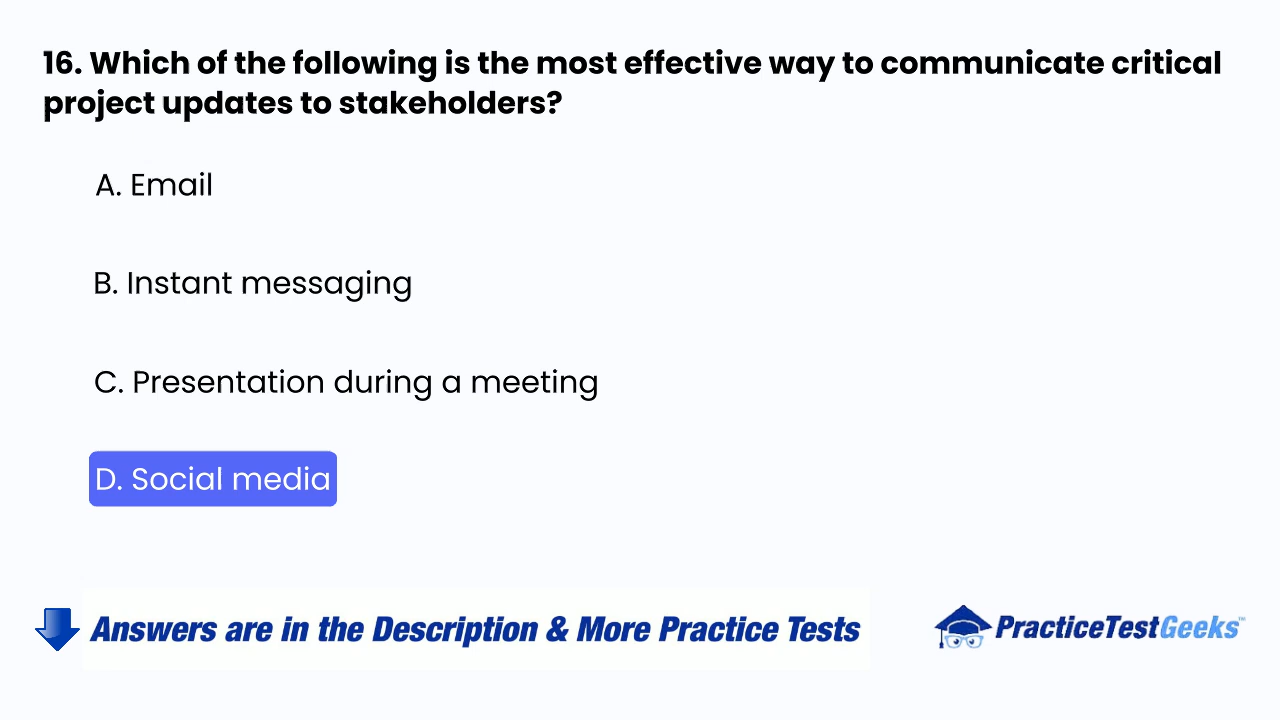 16. Which of the following is the most effective way to communicate critical
project updates to stakeholders?
A. Email
B. Instant messaging
C. Presentation during a meeting
D. Social media
Answers are in the Description & More Practice Tests
PracticeTestGeeks™